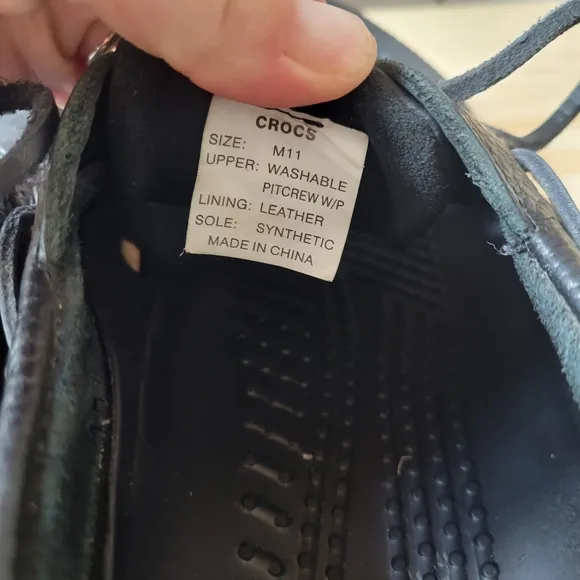 CROCS
SIZE: M11
UPPER: WASHABLE
PITCREW W/P
LINING: LEATHER
SOLE: SYNTHETIC
MADE IN CHINA